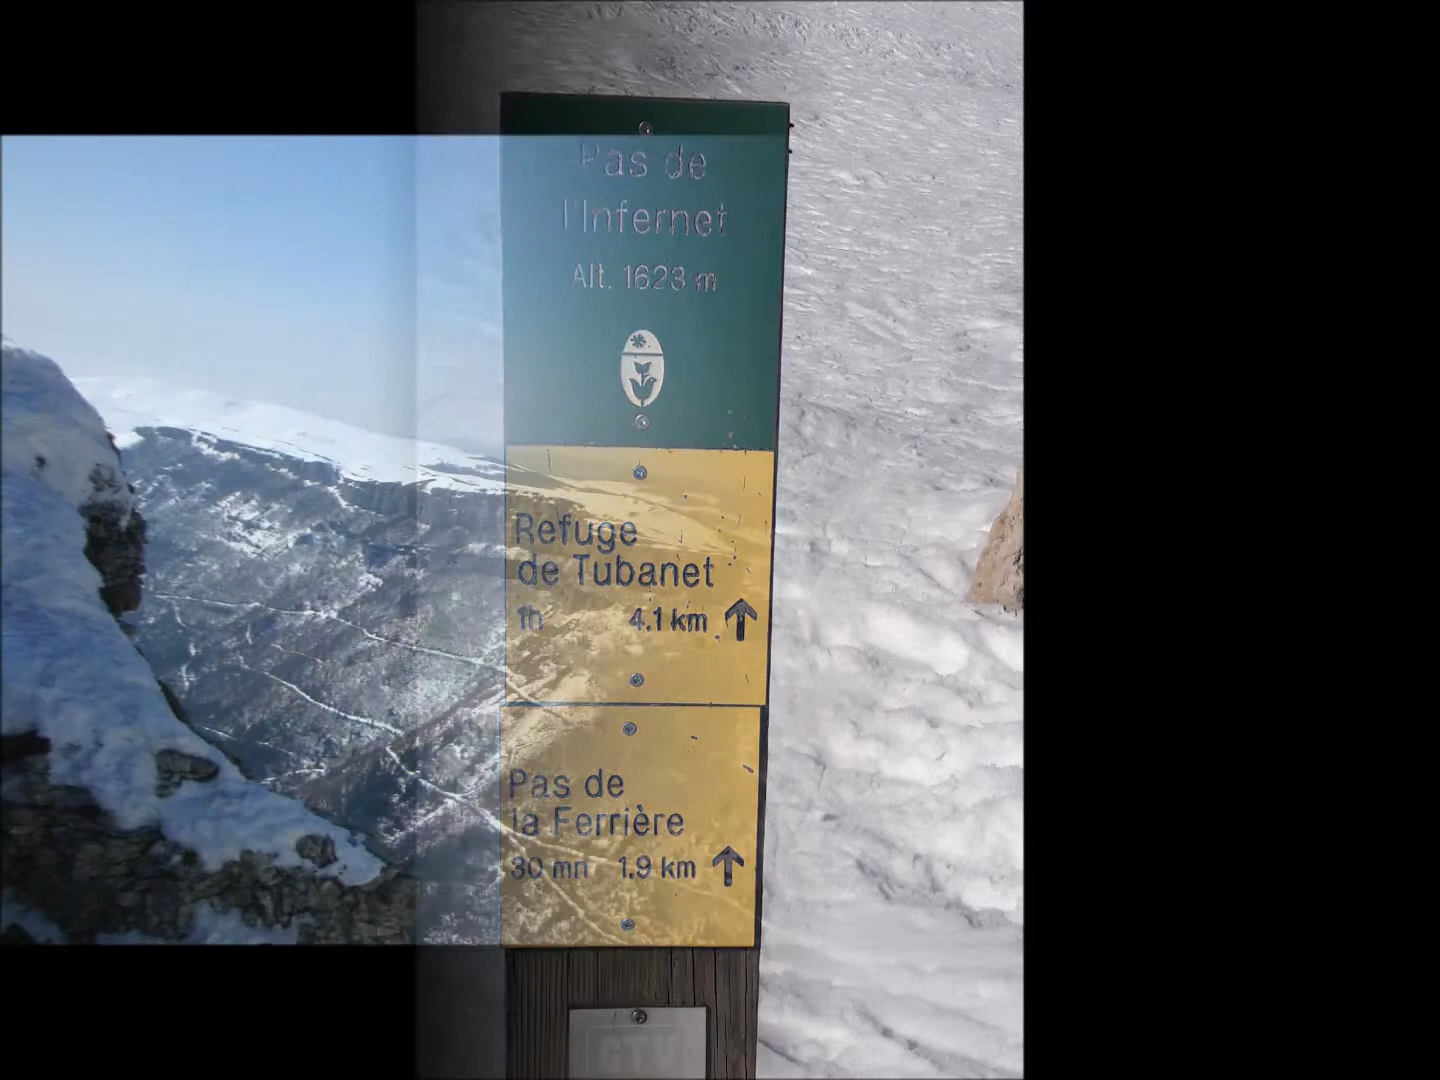 Pas de
l'Infernet
Alt. 1623 m
Refuge
de Tubanet
1h 4.1 km ↑
Pas de
la Ferrière
30 mn 1.9 km ↑
GTV